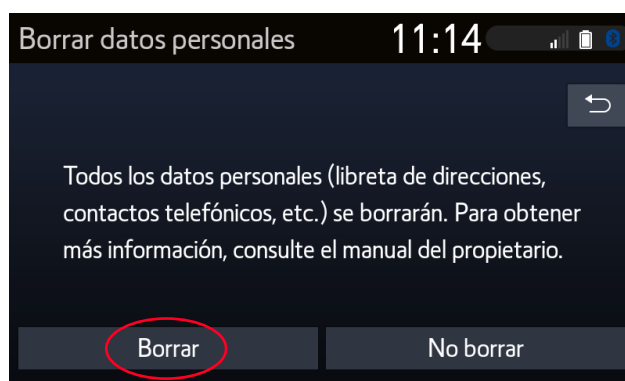 Borrar datos personales 11:14
Todos los datos personales (libreta de direcciones,
contactos telefónicos, etc.) se borrarán. Para obtener
más información, consulte el manual del propietario.
Borrar No borrar